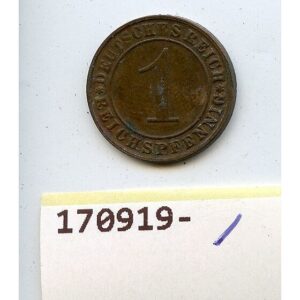 DEUTSCHES REICH
1
REICHSPFENNIG
170919- /